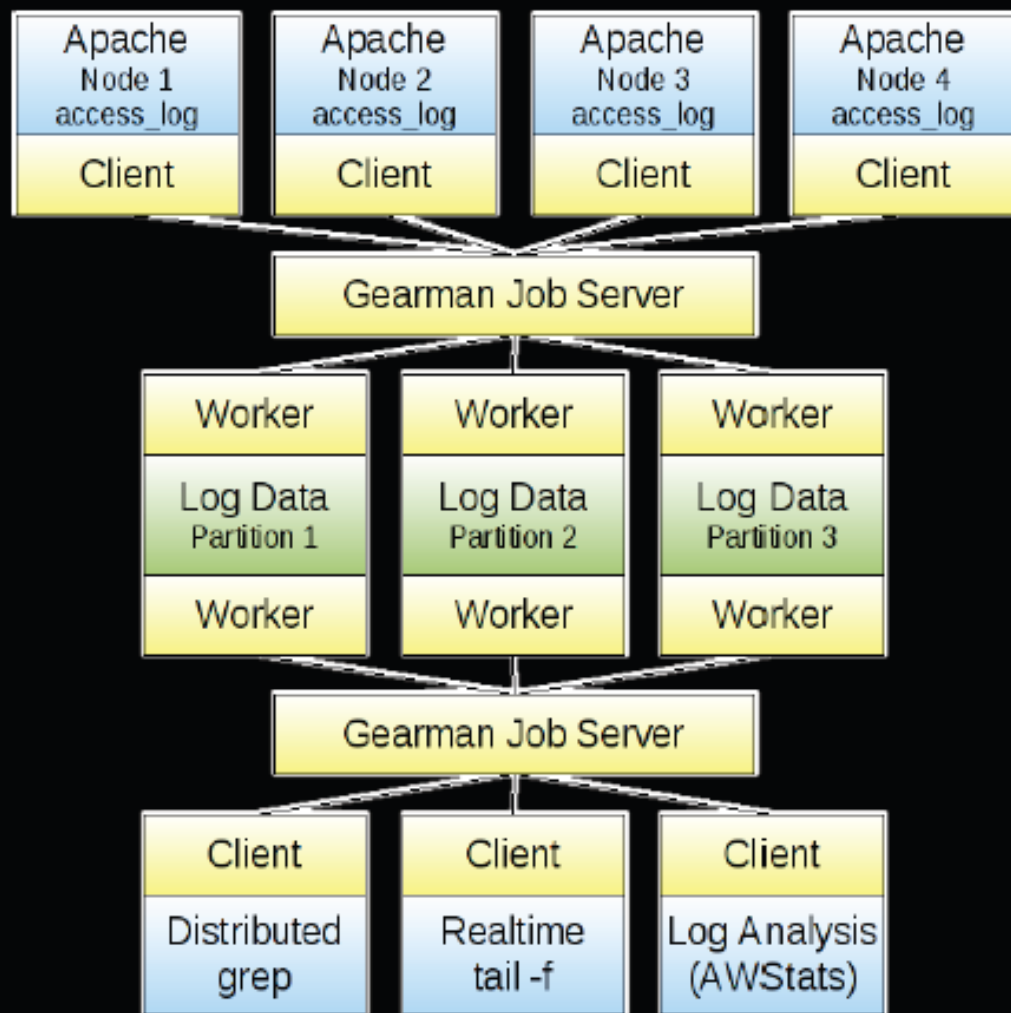 Apache
Node 1
access_log
Client
Apache
Node 2
access_log
Client
Apache
Node 3
access_log
Client
Apache
Node 4
access_log
Client
Gearman Job Server
Worker
Log Data
Partition 1
Worker
Worker
Log Data
Partition 2
Worker
Worker
Log Data
Partition 3
Worker
Gearman Job Server
Client
Distributed
grep
Client
Realtime
tail -f
Client
Log Analysis
(AWStats)